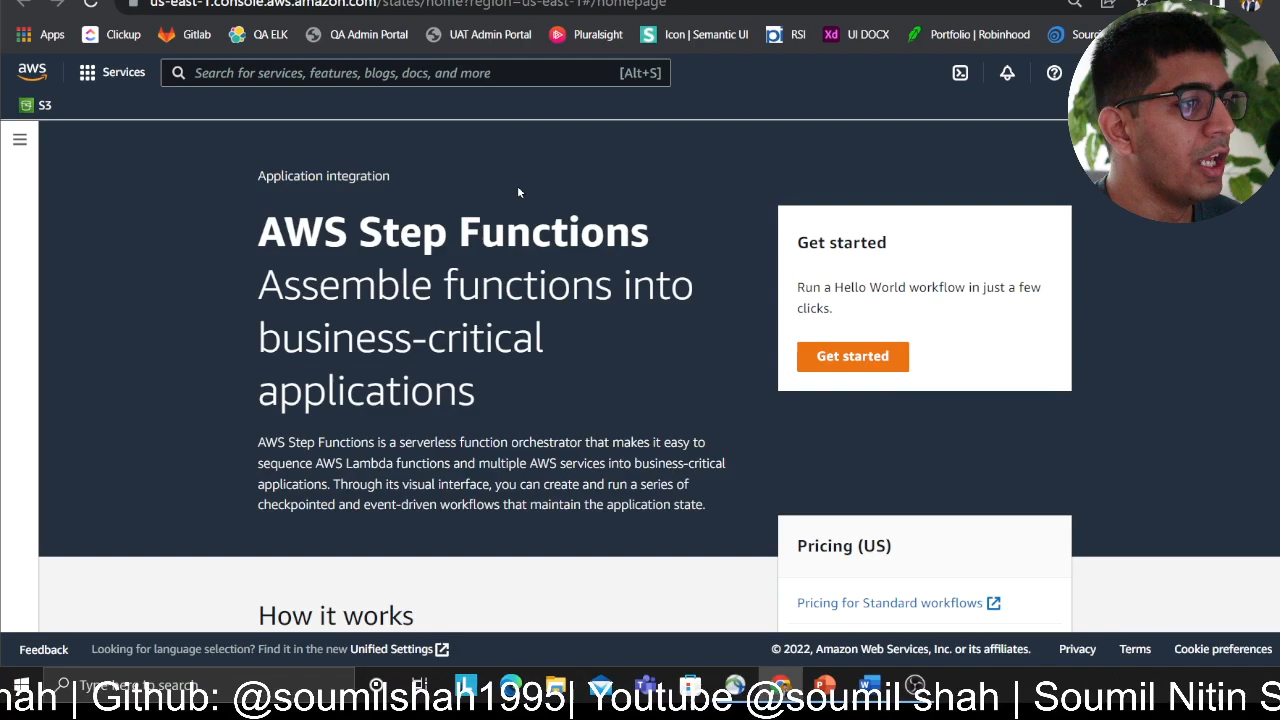 us-east-1.console.aws.amazon.com/states/home?region=us-east-1#/homepage
Apps Clickup Gitlab QA ELK QA Admin Portal UAT Admin Portal Pluralsight Icon | Semantic UI RSI UI DOCX Portfolio | Robinhood
aws Services Search for services, features, blogs, docs, and more [Alt+S]
S3
Application integration
AWS Step Functions
Assemble functions into
business-critical
applications
AWS Step Functions is a serverless function orchestrator that makes it easy to
sequence AWS Lambda functions and multiple AWS services into business-critical
applications. Through its visual interface, you can create and run a series of
checkpointed and event-driven workflows that maintain the application state.
Get started
Run a Hello World workflow in just a few
clicks.
Get started
Pricing (US)
Pricing for Standard workflows
How it works
Feedback Looking for language selection? Find it in the new Unified Settings © 2022, Amazon Web Services, Inc. or its affiliates. Privacy Terms Cookie preferences
Type here to search
shah | Github: @soumilshah1995| Youtube @soumil shah | Soumil Nitin S